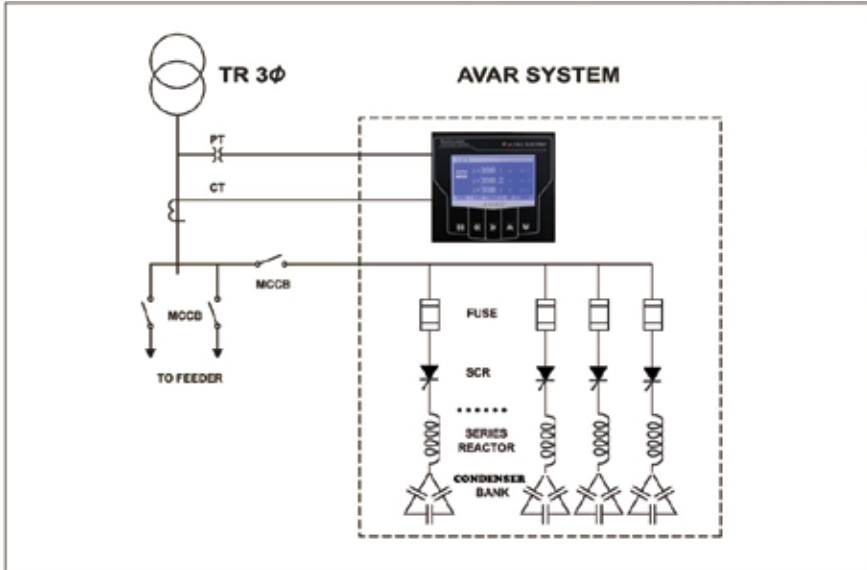 TR 3Φ
AVAR SYSTEM
PT
CT
MCCB
MCCB
TO FEEDER
FUSE
SCR
SERIES
REACTOR
CONDENSER
BANK